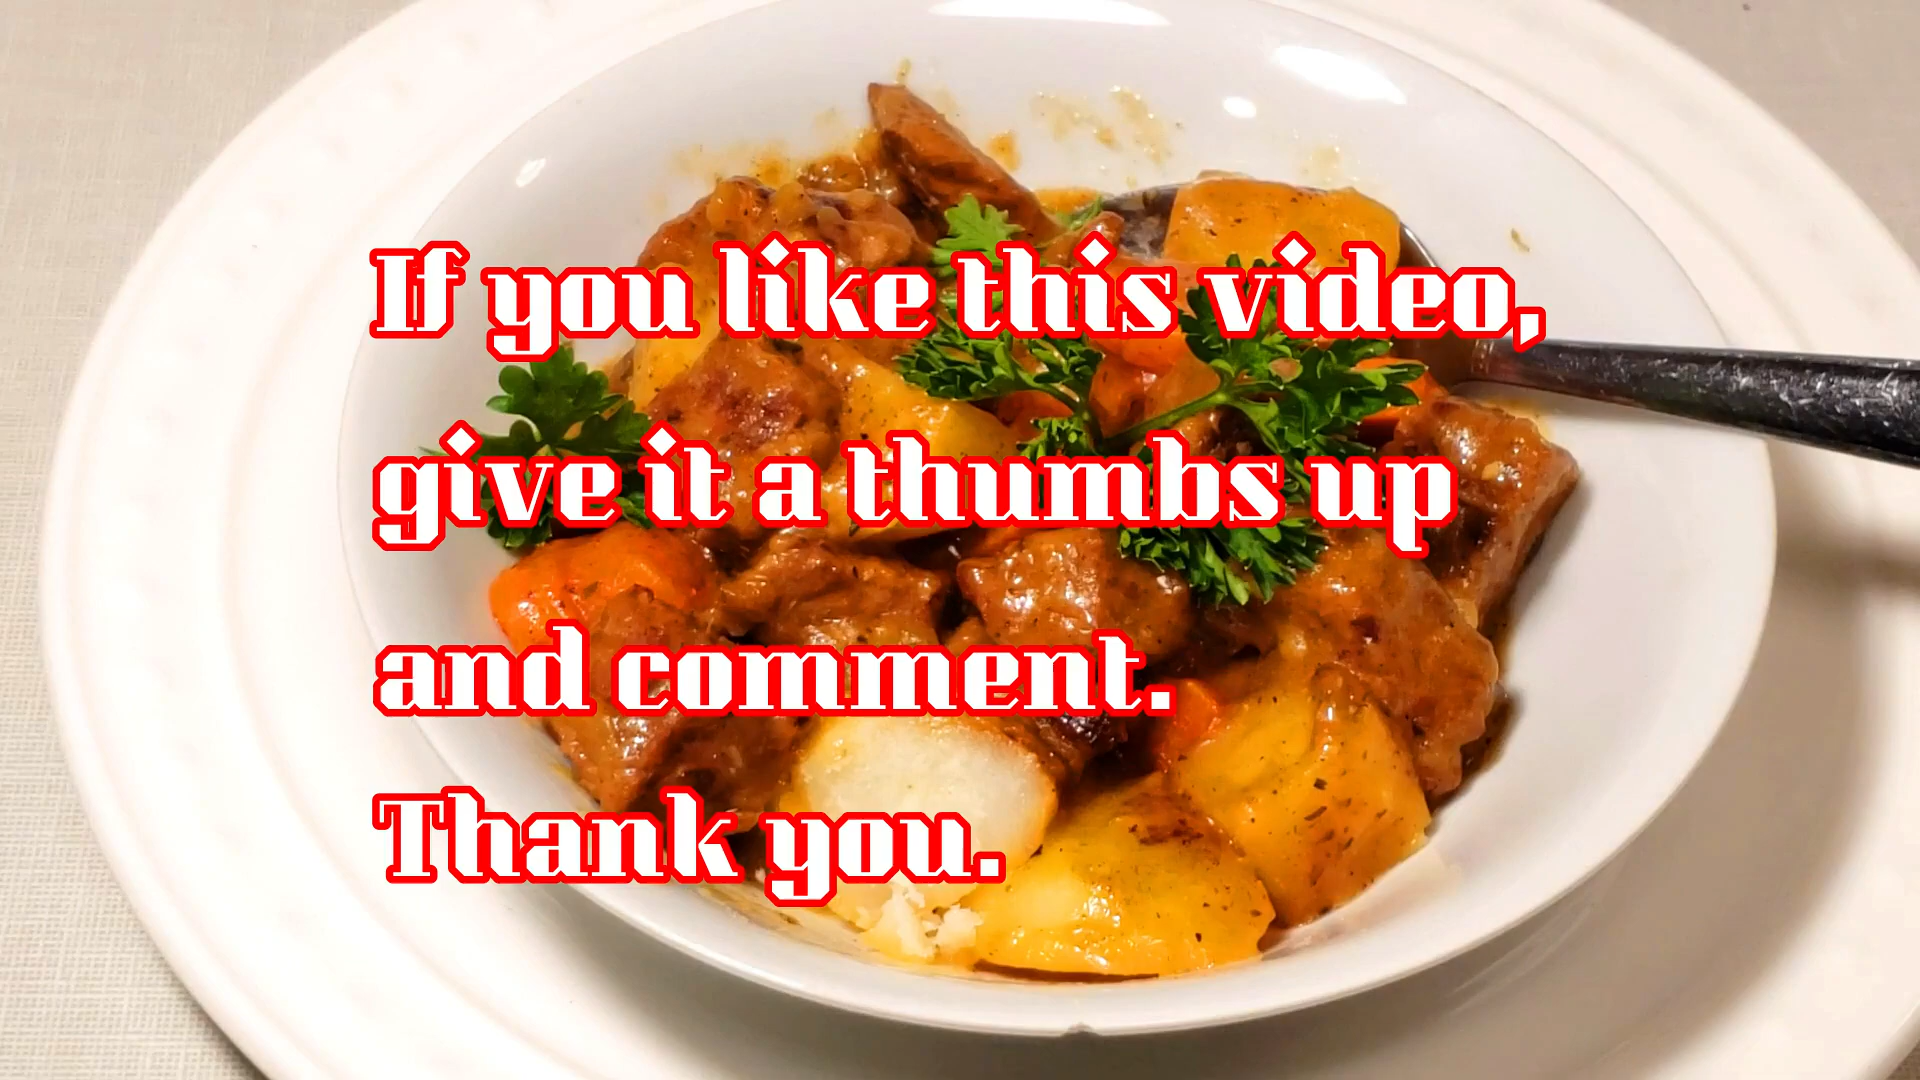 If you like this video,
give it a thumbs up
and comment.
Thank you.